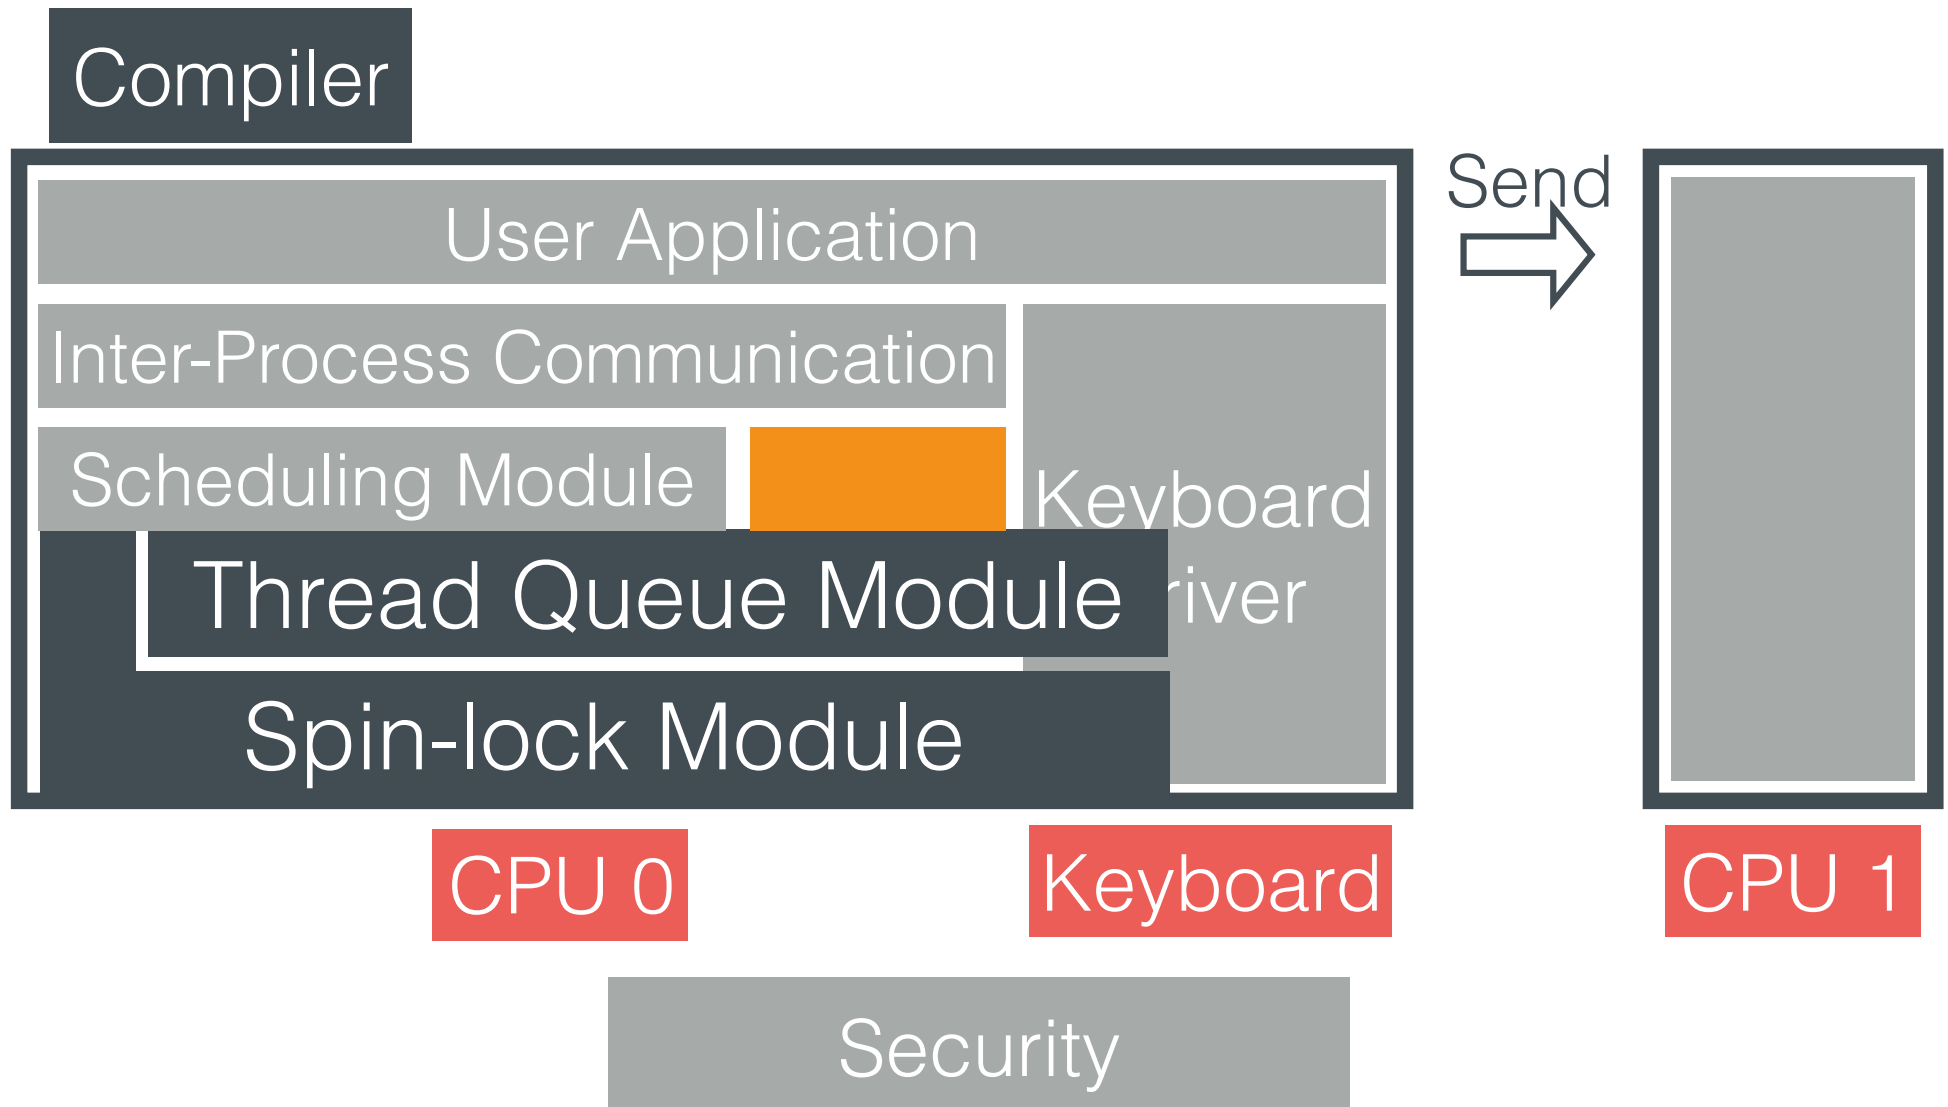 Compiler
Send
User Application
Inter-Process Communication
Scheduling Module
Keyboard
river
Thread Queue Module
Spin-lock Module
CPU 0
Keyboard
CPU 1
Security